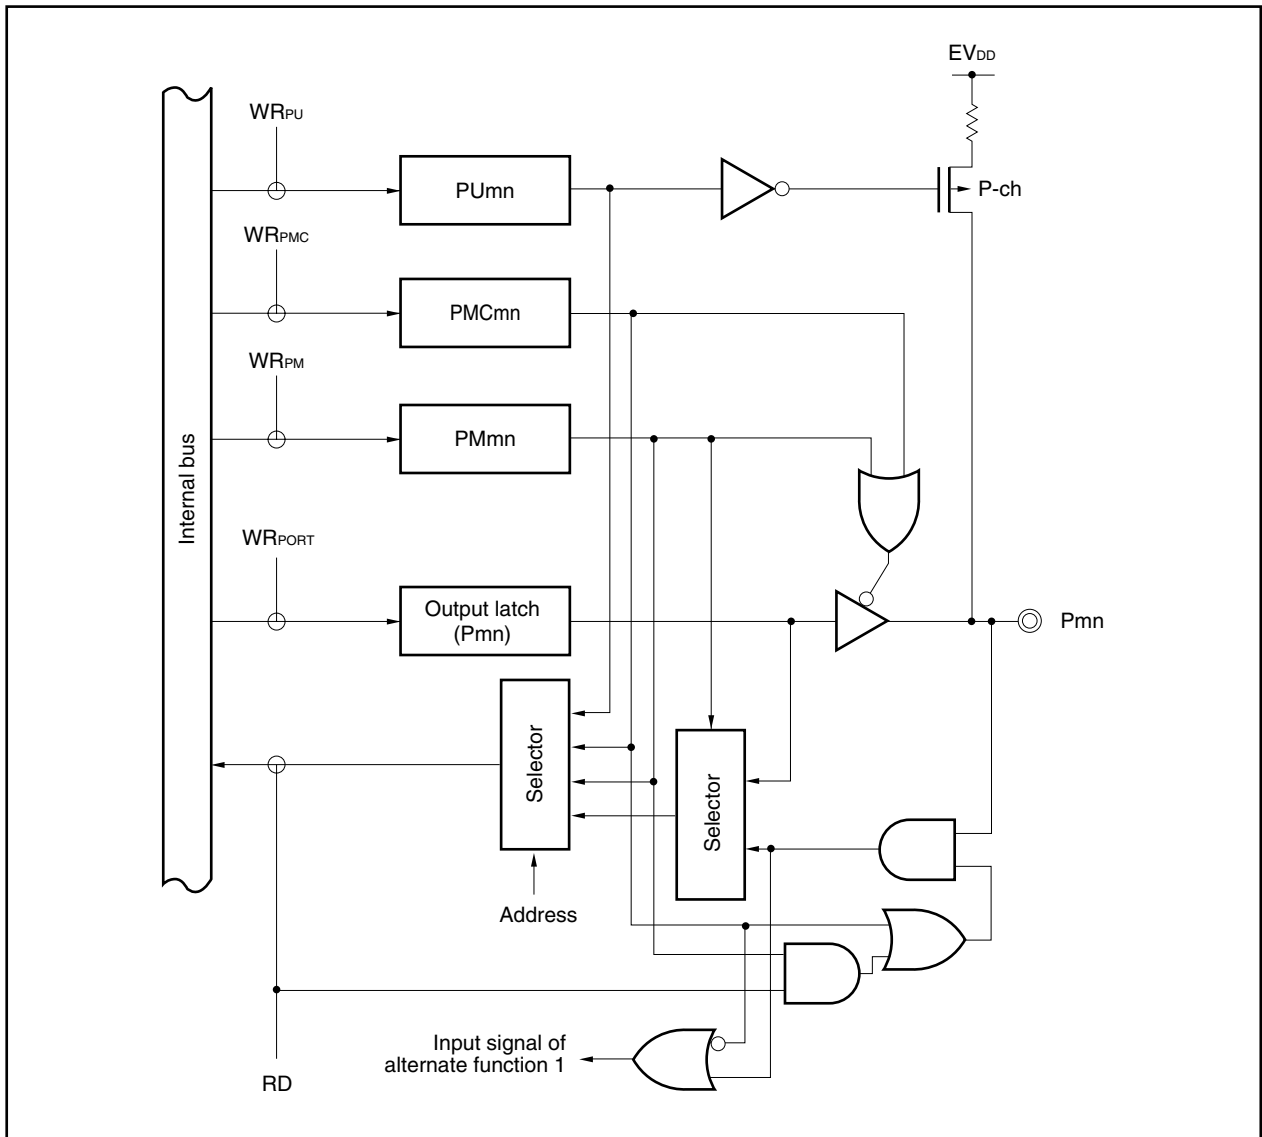 EVDD
WRPU
PUmn
P-ch
WRPMC
PMCmn
WRPM
PMmn
Internal bus
WRPORT
Output latch
(Pmn)
Pmn
Selector
Selector
Address
Input signal of
alternate function 1
RD